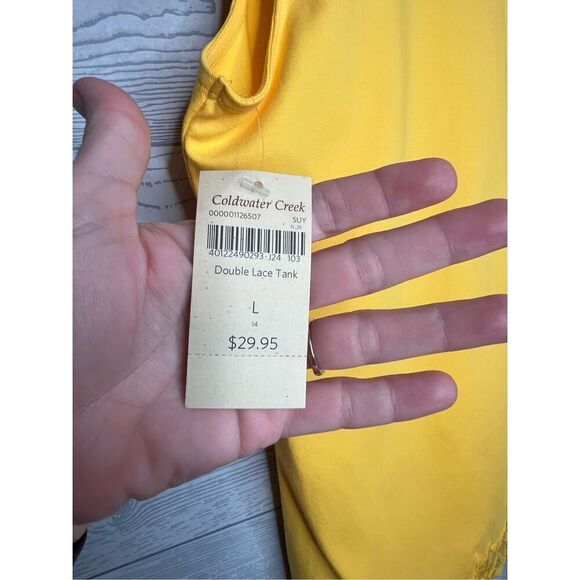 Coldwater Creek
000001126507 SUY
40122490293-J24 103
Double Lace Tank
L
14
$29.95